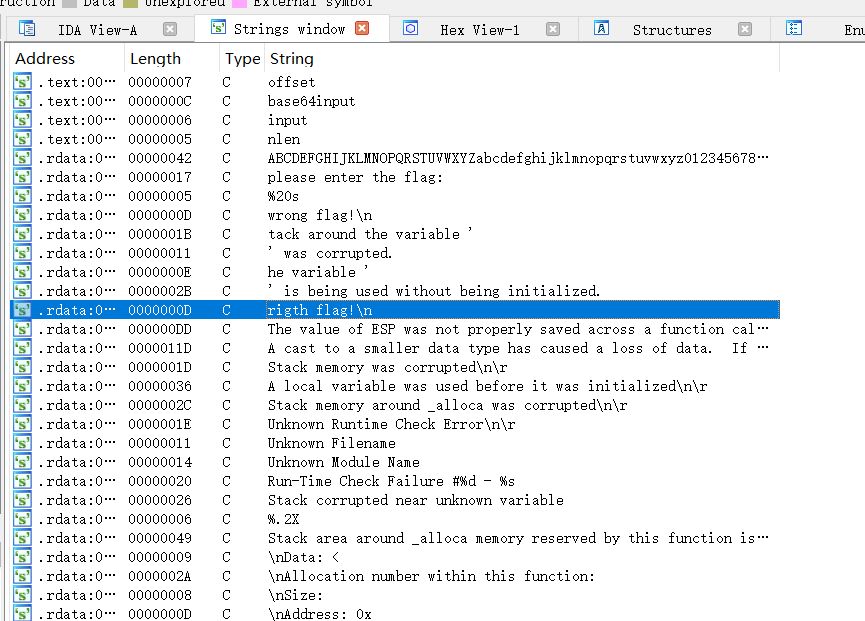 ruction Data Unexplored External symbol
IDA View-A Strings window Hex View-1 Structures Enu
Address Length Type String
.text:00… 00000007 C offset
.text:00… 0000000C C base64input
.text:00… 00000006 C input
.text:00… 00000005 C nlen
.rdata:0… 00000042 C ABCDEFGHIJKLMNOPQRSTUVWXYZabcdefghijklmnopqrstuvwxyz012345678…
.rdata:0… 00000017 C please enter the flag:
.rdata:0… 00000005 C %20s
.rdata:0… 0000000D C wrong flag!\n
.rdata:0… 0000001B C tack around the variable '
.rdata:0… 00000011 C ' was corrupted.
.rdata:0… 0000000E C he variable '
.rdata:0… 0000002B C ' is being used without being initialized.
.rdata:0… 0000000D C rigth flag!\n
.rdata:0… 000000DD C The value of ESP was not properly saved across a function cal…
.rdata:0… 0000011D C A cast to a smaller data type has caused a loss of data. If …
.rdata:0… 0000001D C Stack memory was corrupted\n\r
.rdata:0… 00000036 C A local variable was used before it was initialized\n\r
.rdata:0… 0000002C C Stack memory around _alloca was corrupted\n\r
.rdata:0… 0000001E C Unknown Runtime Check Error\n\r
.rdata:0… 00000011 C Unknown Filename
.rdata:0… 00000014 C Unknown Module Name
.rdata:0… 00000020 C Run-Time Check Failure #%d - %s
.rdata:0… 00000026 C Stack corrupted near unknown variable
.rdata:0… 00000006 C %.2X
.rdata:0… 00000049 C Stack area around _alloca memory reserved by this function is…
.rdata:0… 00000009 C \nData: <
.rdata:0… 0000002A C \nAllocation number within this function:
.rdata:0… 00000008 C \nSize:
.rdata:0… 0000000D C \nAddress: 0x